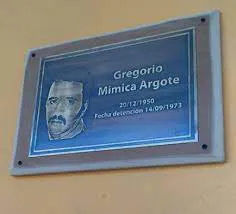 Gregorio
Mimica Argote
20/12/1950
Fecha detención 14/09/1973